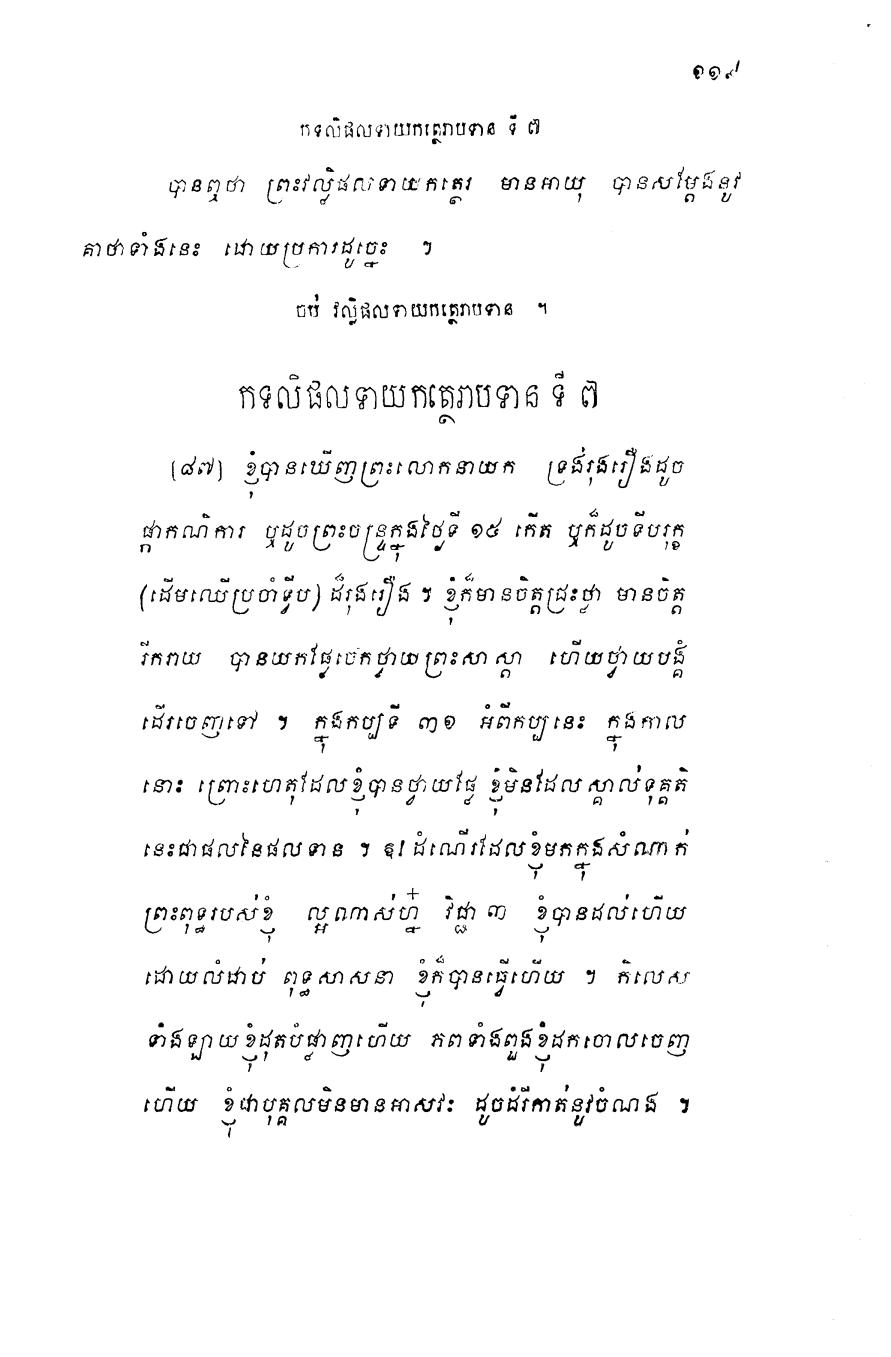 ១១៩
កទលិផលទាយកត្ថេរាបទាន ទី ៧
បានឮថា ព្រះវល្លិផលទាយកត្ថេរ មានអាយុ បានសម្ដែងនូវ
គាថាទាំងនេះ ដោយប្រការដូច្នេះ ។
ចប់ វល្លិផលទាយកត្ថេរាបទាន ។
កទលិផលទាយកត្ថេរាបទាន ទី ៧
[៨៧] ខ្ញុំបានឃើញព្រះលោកនាយក ទ្រង់រុងរឿងដូច
ផ្កាកណិការ ឬដូចព្រះចន្ទ្រក្នុងថ្ងៃទី ១៥ កើត ឬក៏ដូចទីបរុក្ខ
(ដើមឈើប្រចាំទ្វីប) ដ៏រុងរឿង ។ ខ្ញុំក៏មានចិត្តជ្រះថ្លា មានចិត្ត
រីករាយ បានយកផ្លែចេកថ្វាយព្រះសាស្ដា ហើយថ្វាយបង្គំ
ដើរចេញទៅ ។ ក្នុងកប្បទី ៣១ អំពីកប្បនេះ ក្នុងកាល
នោះ ព្រោះហេតុដែលខ្ញុំបានថ្វាយផ្លែ ខ្ញុំមិនដែលស្គាល់ទុគ្គតិ
នេះជាផលនៃផលទាន ។ ឱ! ដំណើរដែលខ្ញុំមកក្នុងសំណាក់
ព្រះពុទ្ធរបស់ខ្ញុំ ល្អណាស់ហ្ន៎ វិជ្ជា ៣ ខ្ញុំបានដល់ហើយ
ដោយលំដាប់ ពុទ្ធសាសនា ខ្ញុំក៏បានធ្វើហើយ ។ កិលេស
ទាំងឡាយខ្ញុំដុតបំផ្លាញហើយ ភពទាំងពួងខ្ញុំដកចោលចេញ
ហើយ ខ្ញុំជាបុគ្គលមិនមានអាសវៈ ដូចដំរីកាត់នូវចំណង ។